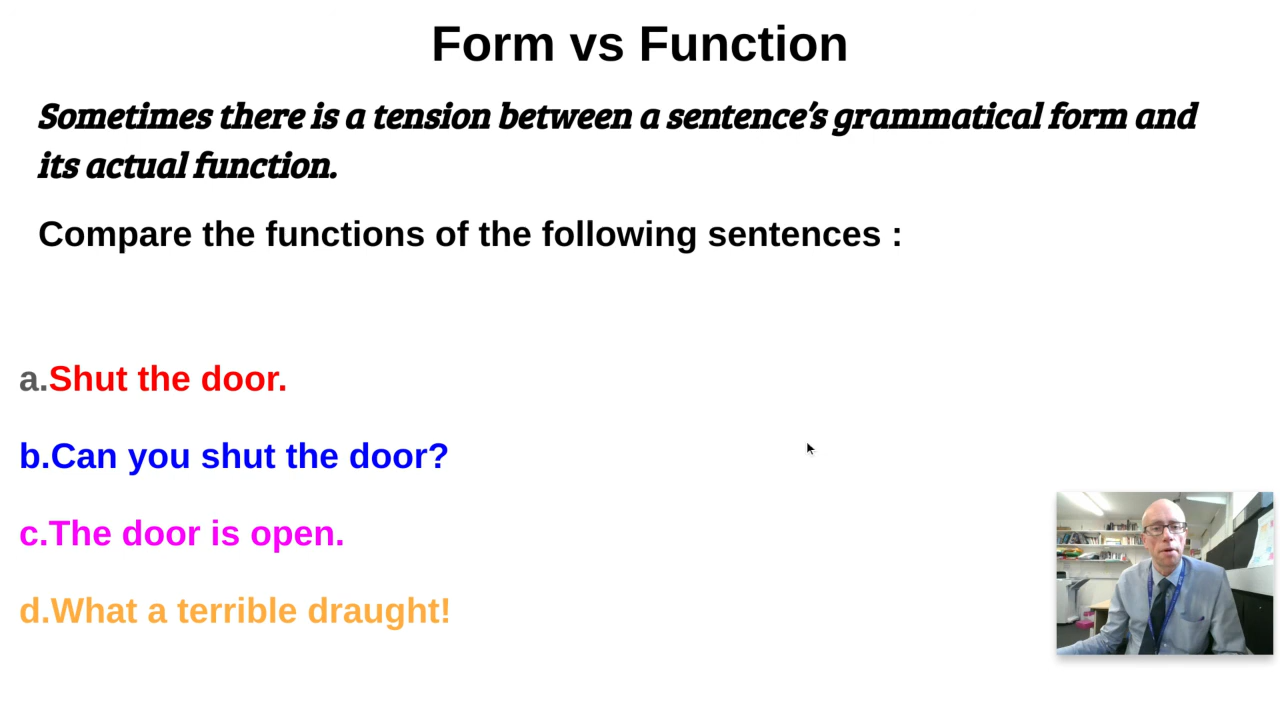 Form vs Function
Sometimes there is a tension between a sentence's grammatical form and
its actual function.
Compare the functions of the following sentences :
a.Shut the door.
b.Can you shut the door?
c.The door is open.
d.What a terrible draught!